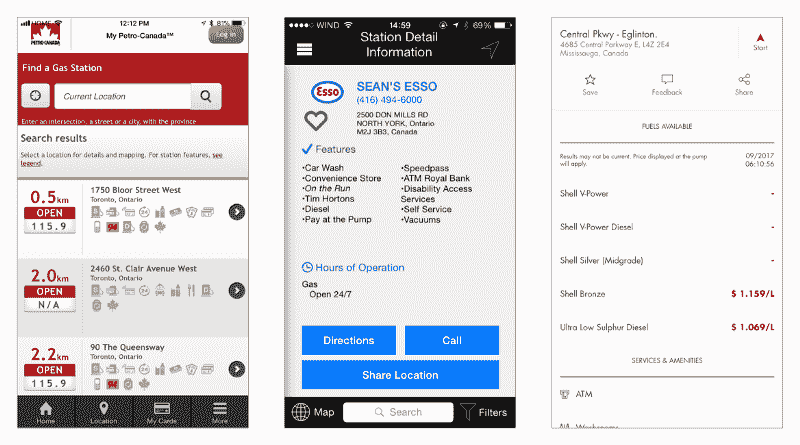 12:12 PM
81%
PETRO-CANADA
My Petro-Canada™
Log In
Find a Gas Station
Current Location
Enter an intersection, a street or a city, with the province
Search results
Select a location for details and mapping. For station features, see
legend.
0.5km
OPEN
115.9
1750 Bloor Street West
Toronto, Ontario
2.0km
OPEN
N/A
2460 St. Clair Avenue West
Toronto, Ontario
2.2km
OPEN
115.9
90 The Queensway
Toronto, Ontario
Home
Location
My Cards
More
WIND
14:59
69%
Station Detail
Information
Esso
SEAN'S ESSO
(416) 494-6000
2500 DON MILLS RD
NORTH YORK, Ontario
M2J 3B3, Canada
Features
•Car Wash
•Convenience Store
•On the Run
•Tim Hortons
•Diesel
•Pay at the Pump
•Speedpass
•ATM Royal Bank
•Disability Access
Services
•Self Service
•Vacuums
Hours of Operation
Gas
Open 24/7
Directions
Call
Share Location
Map
Search
Filters
Central Pkwy - Eglinton.
4685 Central Parkway E, L4Z 2E4
Mississauga, Canada
Start
Save
Feedback
Share
FUELS AVAILABLE
Results may not be current. Price displayed at the pump
will apply.
09/2017
06:10:56
Shell V-Power -
Shell V-Power Diesel -
Shell Silver (Midgrade) -
Shell Bronze $ 1.159/L
Ultra Low Sulphur Diesel $ 1.069/L
SERVICES & AMENITIES
ATM